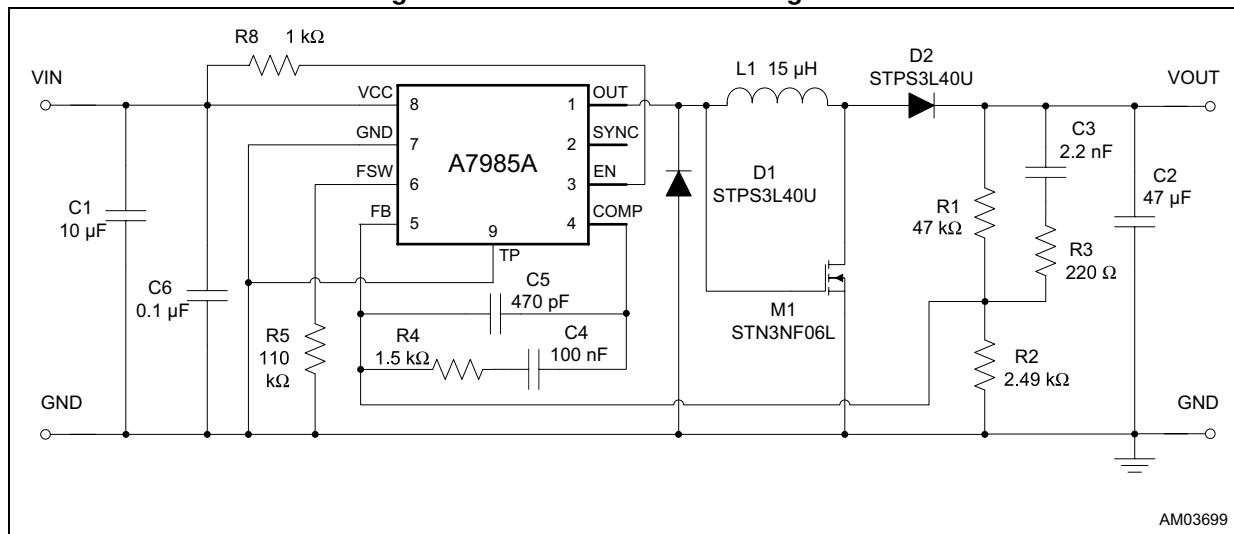 R8 1 kΩ
VIN
VCC
8
GND
7
FSW
6
FB
5
A7985A
9
TP
1
OUT
2
SYNC
3
EN
4
COMP
L1 15 µH
D2
STPS3L40U
VOUT
D1
STPS3L40U
C3
2.2 nF
C2
47 µF
R1
47 kΩ
R3
220 Ω
C1
10 µF
C6
0.1 µF
R5
110
kΩ
C5
470 pF
R4
1.5 kΩ
C4
100 nF
M1
STN3NF06L
R2
2.49 kΩ
GND
GND
AM03699